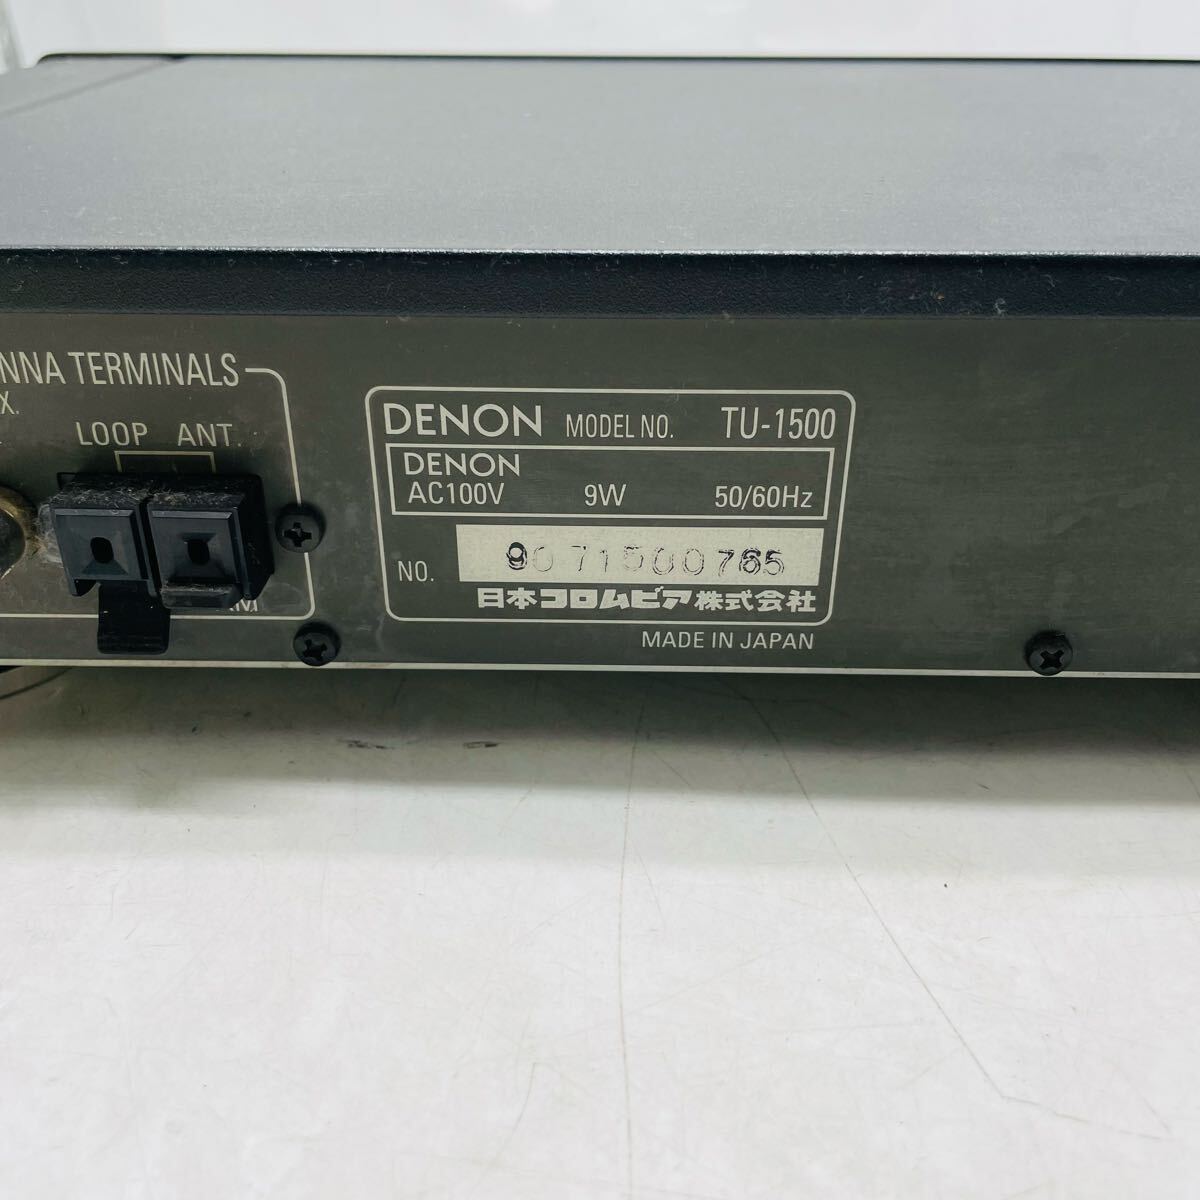 NNA TERMINALS
X.
LOOP ANT.
DENON MODEL NO. TU-1500
DENON
AC100V 9W 50/60Hz
NO. 9071500765
日本コロムビア株式会社
MADE IN JAPAN